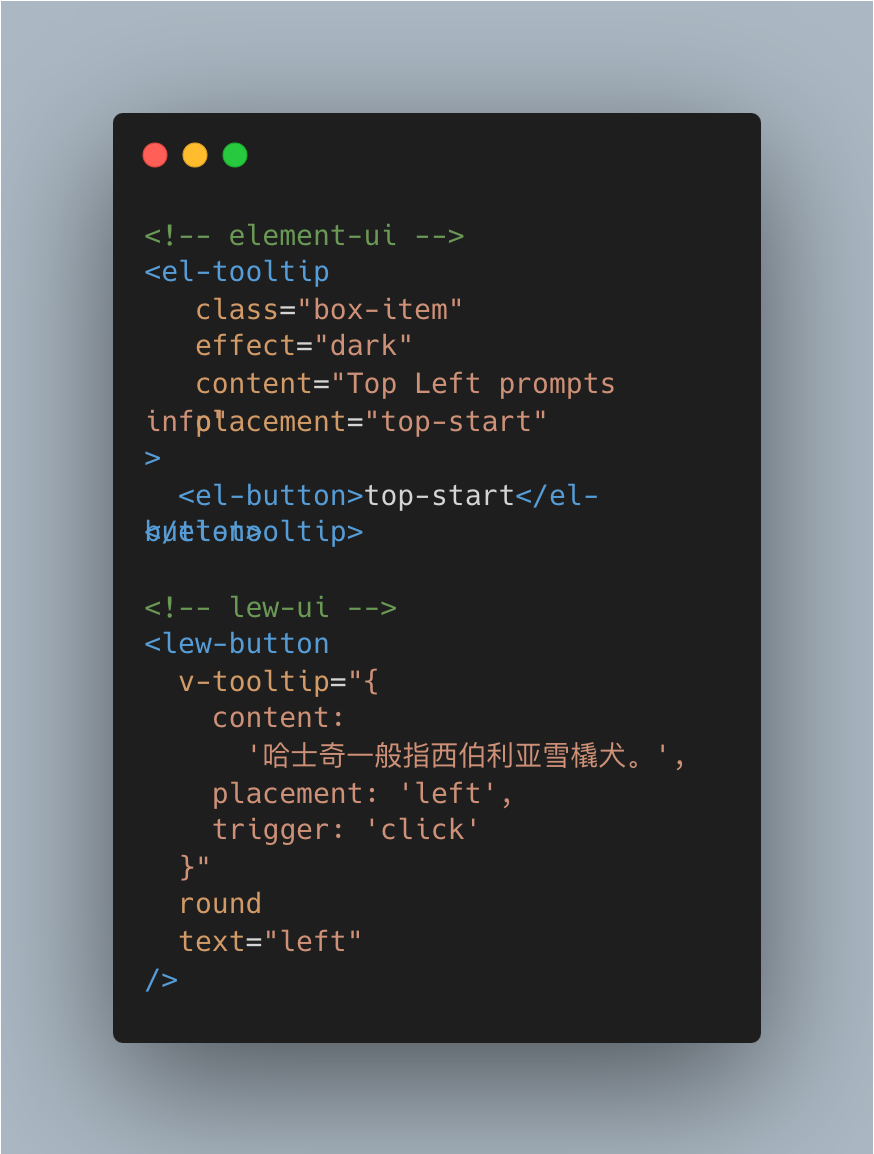 <!-- element-ui -->
<el-tooltip
   class="box-item"
   effect="dark"
   content="Top Left prompts
info"
   placement="top-start"
>
  <el-button>top-start</el-
button>
</el-tooltip>

<!-- lew-ui -->
<lew-button
  v-tooltip="{
    content:
      '哈士奇一般指西伯利亚雪橇犬。',
    placement: 'left',
    trigger: 'click'
  }"
  round
  text="left"
/>